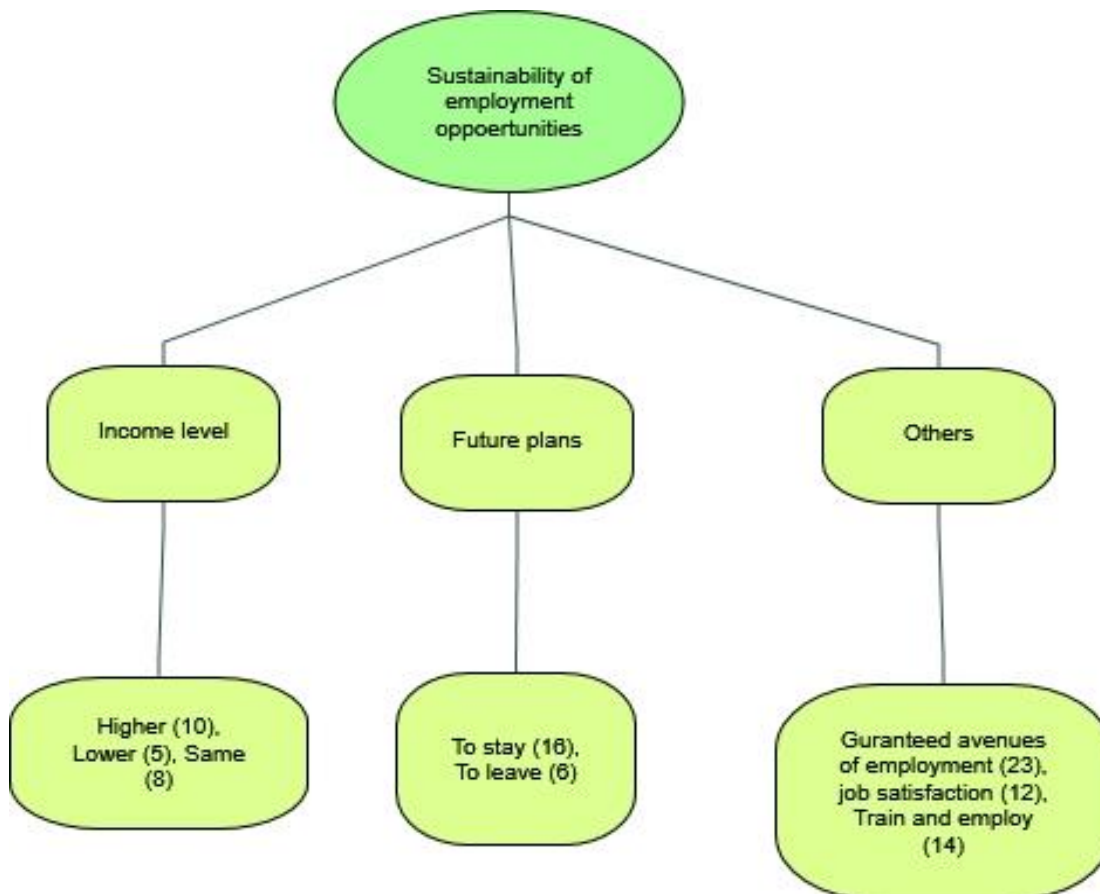 Sustainability of
employment
oppoertunities
Income level
Future plans
Others
Higher (10),
Lower (5), Same
(8)
To stay (16),
To leave (6)
Guranteed avenues
of employment (23),
job satisfaction (12),
Train and employ
(14)